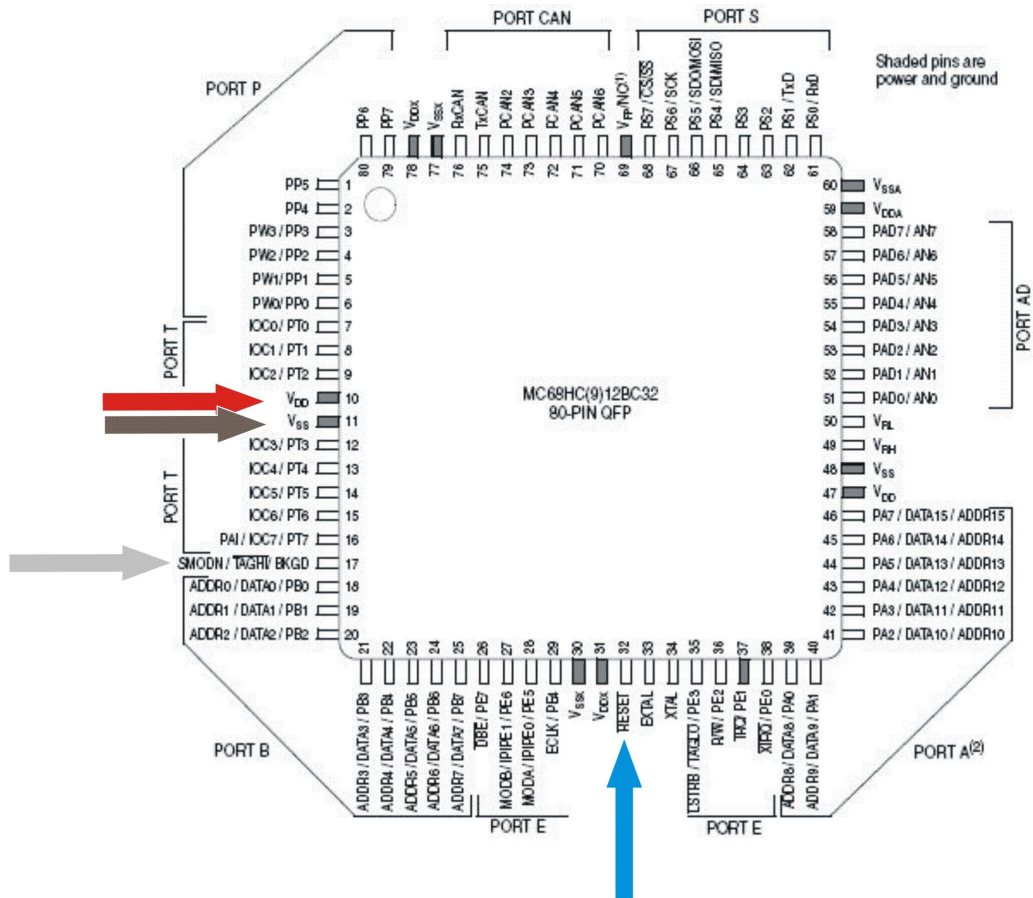 PORT CAN
PORT S
PORT P
Shaded pins are
power and ground
PP6
PP7
VDDX
VSSX
RxCAN
TxCAN
PCAN2
PCAN3
PCAN4
PCAN5
PCAN6
VFP/NC(1)
PS7 / CS/SS
PS6 / SCK
PS5 / SDO/MOSI
PS4 / SDI/MISO
PS3
PS2
PS1 / TxD
PS0 / RxD
80
79
78
77
76
75
74
73
72
71
70
69
68
67
66
65
64
63
62
61
PP5 1
PP4 2
PW3 / PP3 3
PW2 / PP2 4
PW1 / PP1 5
PW0 / PP0 6
IOC0 / PT0 7
IOC1 / PT1 8
IOC2 / PT2 9
VDD 10
VSS 11
IOC3 / PT3 12
IOC4 / PT4 13
IOC5 / PT5 14
IOC6 / PT6 15
PAI / IOC7 / PT7 16
SMODN / TAGHI / BKGD 17
ADDR0 / DATA0 / PB0 18
ADDR1 / DATA1 / PB1 19
ADDR2 / DATA2 / PB2 20
PORT T
PORT T
MC68HC(9)12BC32
80-PIN QFP
60 VSSA
59 VDDA
58 PAD7 / AN7
57 PAD6 / AN6
56 PAD5 / AN5
55 PAD4 / AN4
54 PAD3 / AN3
53 PAD2 / AN2
52 PAD1 / AN1
51 PAD0 / AN0
50 VRL
49 VRH
48 VSS
47 VDD
46 PA7 / DATA15 / ADDR15
45 PA6 / DATA14 / ADDR14
44 PA5 / DATA13 / ADDR13
43 PA4 / DATA12 / ADDR12
42 PA3 / DATA11 / ADDR11
41 PA2 / DATA10 / ADDR10
PORT AD
21
22
23
24
25
26
27
28
29
30
31
32
33
34
35
36
37
38
39
40
ADDR3 / DATA3 / PB3
ADDR4 / DATA4 / PB4
ADDR5 / DATA5 / PB5
ADDR6 / DATA6 / PB6
ADDR7 / DATA7 / PB7
DBE / PE7
MODB / IPIPE1 / PE6
MODA / IPIPE0 / PE5
ECLK / PE4
VSSX
VDDX
RESET
EXTAL
XTAL
LSTRB / TAGLO / PE3
R/W / PE2
IRQ / PE1
XIRQ / PE0
ADDR8 / DATA8 / PA0
ADDR9 / DATA9 / PA1
PORT B
PORT E
PORT E
PORT A(2)